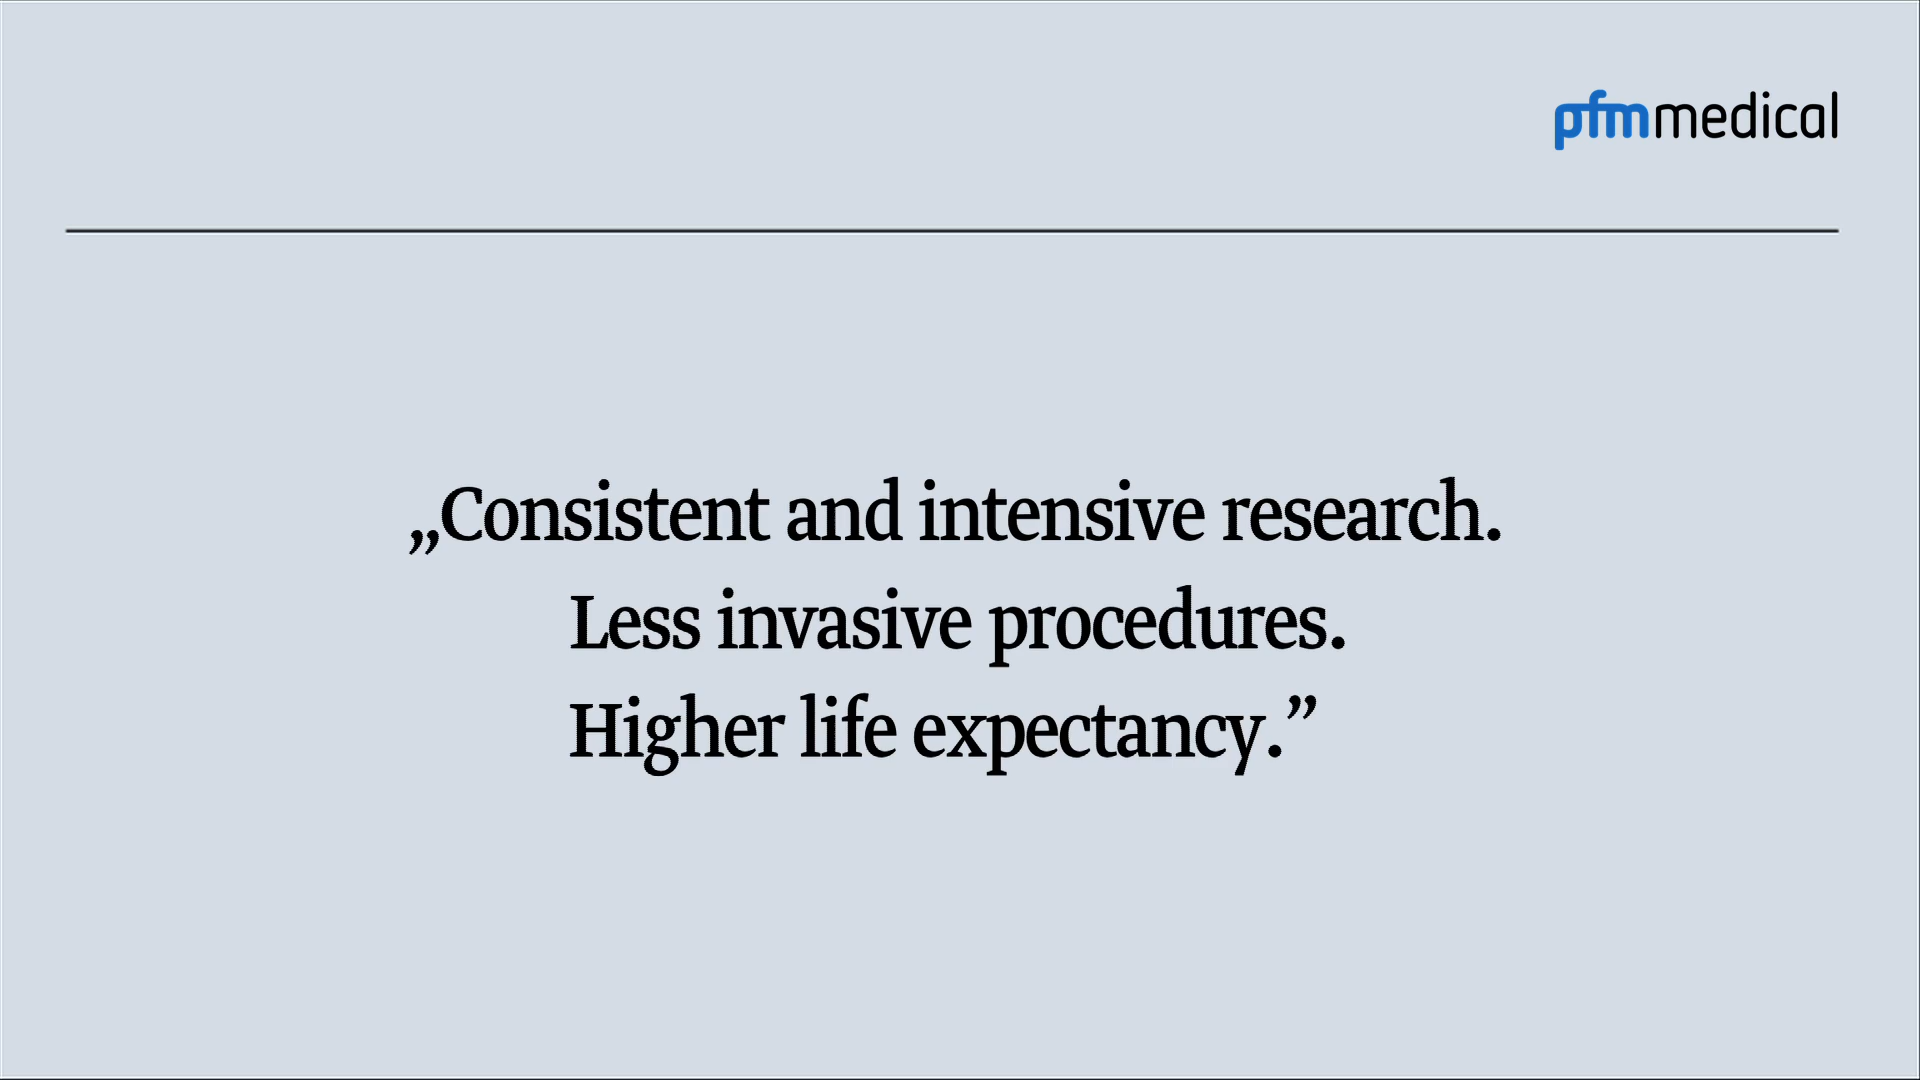 pfmmedical
„Consistent and intensive research.
Less invasive procedures.
Higher life expectancy.”